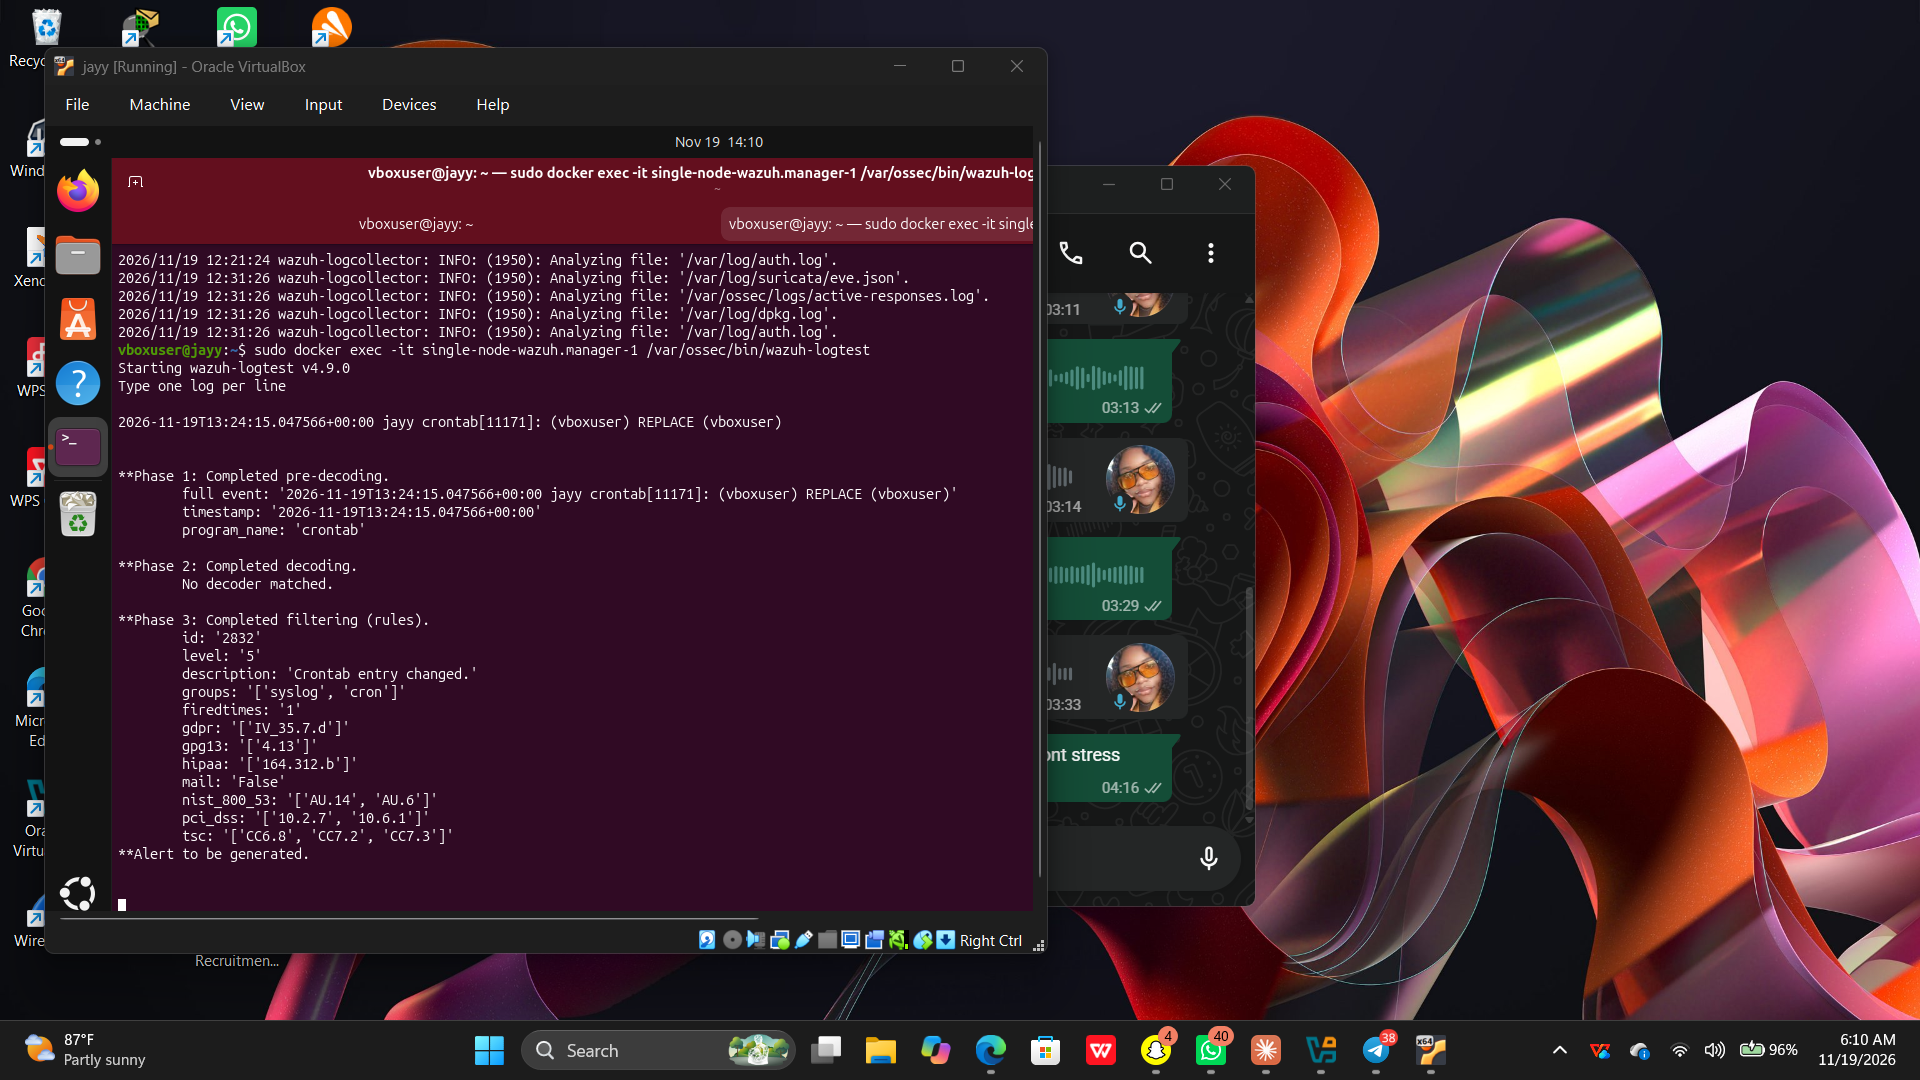 Recyc
jayy [Running] - Oracle VirtualBox
File Machine View Input Devices Help
Nov 19 14:10
vboxuser@jayy: ~ — sudo docker exec -it single-node-wazuh.manager-1 /var/ossec/bin/wazuh-log
~
vboxuser@jayy: ~
vboxuser@jayy: ~ — sudo docker exec -it single
2026/11/19 12:21:24 wazuh-logcollector: INFO: (1950): Analyzing file: '/var/log/auth.log'.
2026/11/19 12:31:26 wazuh-logcollector: INFO: (1950): Analyzing file: '/var/log/suricata/eve.json'.
2026/11/19 12:31:26 wazuh-logcollector: INFO: (1950): Analyzing file: '/var/ossec/logs/active-responses.log'.
2026/11/19 12:31:26 wazuh-logcollector: INFO: (1950): Analyzing file: '/var/log/dpkg.log'.
2026/11/19 12:31:26 wazuh-logcollector: INFO: (1950): Analyzing file: '/var/log/auth.log'.
vboxuser@jayy:~$ sudo docker exec -it single-node-wazuh.manager-1 /var/ossec/bin/wazuh-logtest
Starting wazuh-logtest v4.9.0
Type one log per line
2026-11-19T13:24:15.047566+00:00 jayy crontab[11171]: (vboxuser) REPLACE (vboxuser)
**Phase 1: Completed pre-decoding.
full event: '2026-11-19T13:24:15.047566+00:00 jayy crontab[11171]: (vboxuser) REPLACE (vboxuser)'
timestamp: '2026-11-19T13:24:15.047566+00:00'
program_name: 'crontab'
**Phase 2: Completed decoding.
No decoder matched.
**Phase 3: Completed filtering (rules).
id: '2832'
level: '5'
description: 'Crontab entry changed.'
groups: '['syslog', 'cron']'
firedtimes: '1'
gdpr: '['IV_35.7.d']'
gpg13: '['4.13']'
hipaa: '['164.312.b']'
mail: 'False'
nist_800_53: '['AU.14', 'AU.6']'
pci_dss: '['10.2.7', '10.6.1']'
tsc: '['CC6.8', 'CC7.2', 'CC7.3']'
**Alert to be generated.
Right Ctrl
03:11
03:13
03:14
03:29
03:33
ont stress
04:16
Wind
Xenc
WPS
WPS
Goo
Chro
Micr
Ed
Ora
Virtu
Wire
Recruitmen...
87°F
Partly sunny
Search
4
40
38
96%
6:10 AM
11/19/2026